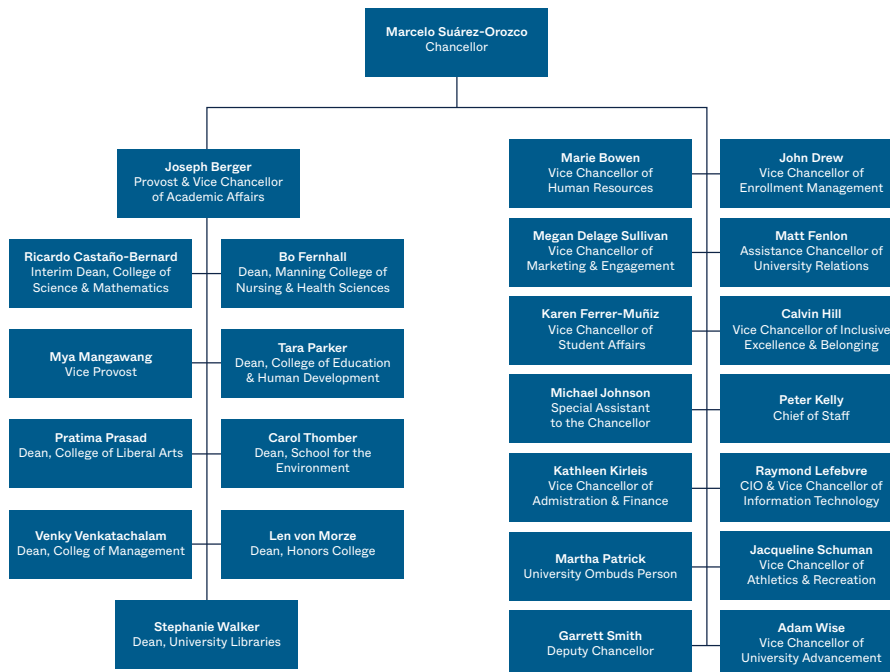 Marcelo Suárez-Orozco
Chancellor
Joseph Berger
Provost & Vice Chancellor
of Academic Affairs
Ricardo Castaño-Bernard
Interim Dean, College of
Science & Mathematics
Bo Fernhall
Dean, Manning College of
Nursing & Health Sciences
Mya Mangawang
Vice Provost
Tara Parker
Dean, College of Education
& Human Development
Pratima Prasad
Dean, College of Liberal Arts
Carol Thomber
Dean, School for the
Environment
Venky Venkatachalam
Dean, Colleg of Management
Len von Morze
Dean, Honors College
Stephanie Walker
Dean, University Libraries
Marie Bowen
Vice Chancellor of
Human Resources
John Drew
Vice Chancellor of
Enrollment Management
Megan Delage Sullivan
Vice Chancellor of
Marketing & Engagement
Matt Fenlon
Assistance Chancellor of
University Relations
Karen Ferrer-Muñiz
Vice Chancellor of
Student Affairs
Calvin Hill
Vice Chancellor of Inclusive
Excellence & Belonging
Michael Johnson
Special Assistant
to the Chancellor
Peter Kelly
Chief of Staff
Kathleen Kirleis
Vice Chancellor of
Admistration & Finance
Raymond Lefebvre
CIO & Vice Chancellor of
Information Technology
Martha Patrick
University Ombuds Person
Jacqueline Schuman
Vice Chancellor of
Athletics & Recreation
Garrett Smith
Deputy Chancellor
Adam Wise
Vice Chancellor of
University Advancement